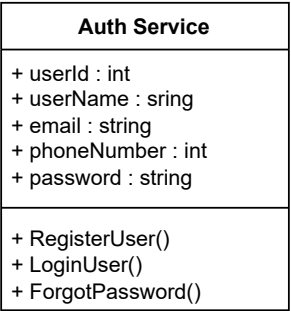 Auth Service
+ userId : int
+ userName : sring
+ email : string
+ phoneNumber : int
+ password : string
+ RegisterUser()
+ LoginUser()
+ ForgotPassword()